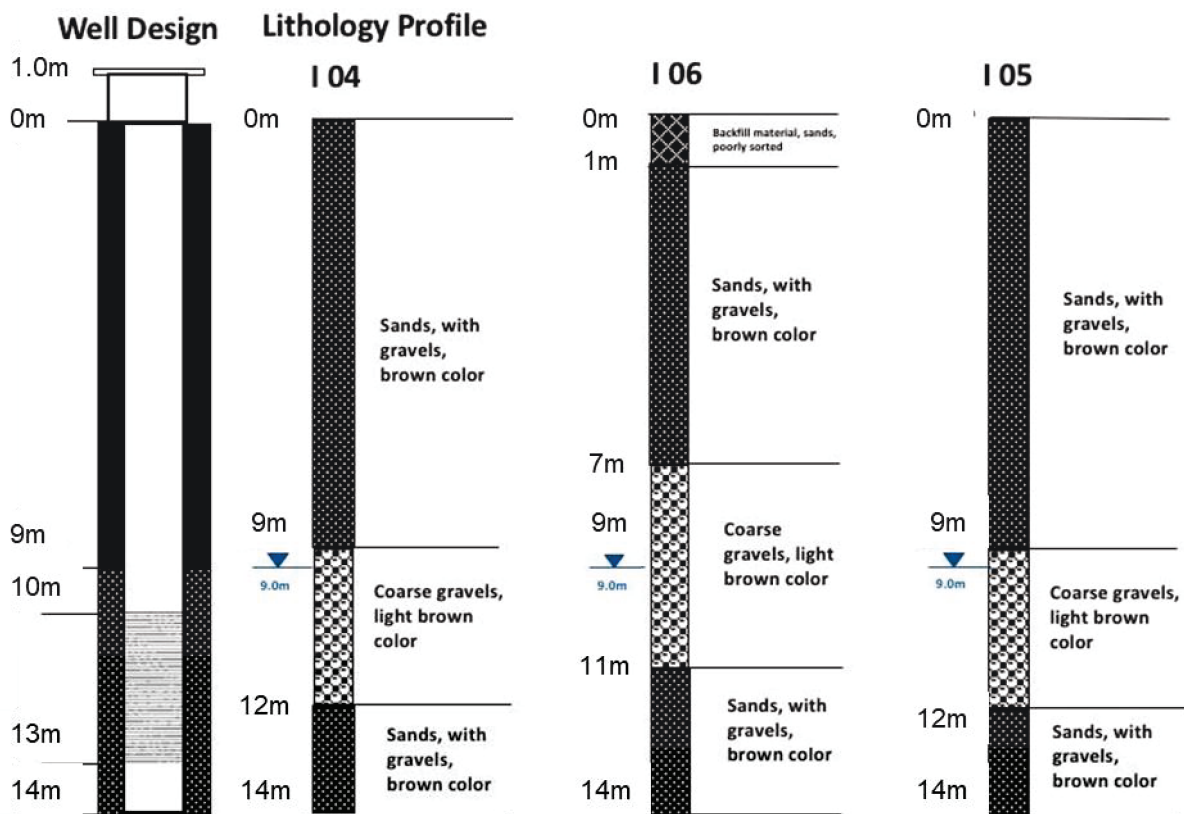 Well Design
Lithology Profile
1.0m
0m
9m
10m
13m
14m
I 04
0m
Sands, with
gravels,
brown color
9m
9.0m
Coarse gravels,
light brown
color
12m
Sands, with
gravels,
brown color
14m
I 06
0m
Backfill material, sands,
poorly sorted
1m
Sands, with
gravels,
brown color
7m
9m
9.0m
Coarse
gravels, light
brown color
11m
Sands, with
gravels,
brown color
14m
I 05
0m
Sands, with
gravels,
brown color
9m
9.0m
Coarse gravels,
light brown
color
12m
Sands, with
gravels,
brown color
14m